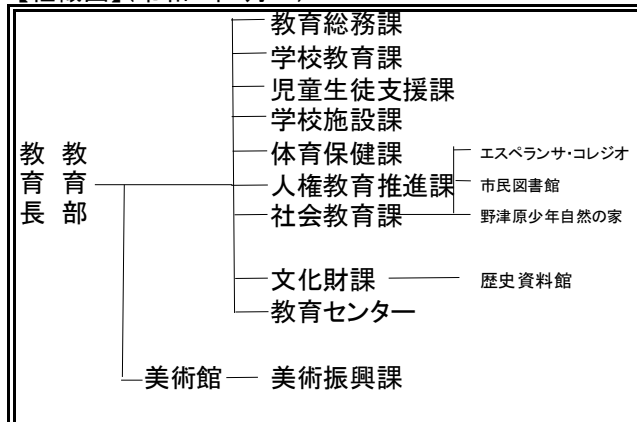 教育総務課
学校教育課
児童生徒支援課
学校施設課
体育保健課 エスペランサ・コレジオ
教育長 教育部 人権教育推進課 市民図書館
社会教育課 野津原少年自然の家
文化財課 歴史資料館
教育センター
美術館 美術振興課